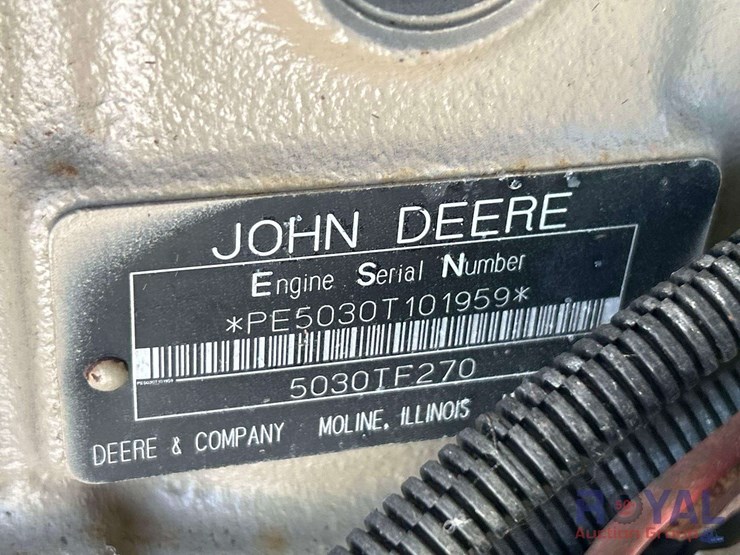 JOHN DEERE
Engine Serial Number
*PE5030T101959*
5030TF270
DEERE & COMPANY MOLINE, ILLINOIS
ROYAL
Auction Group